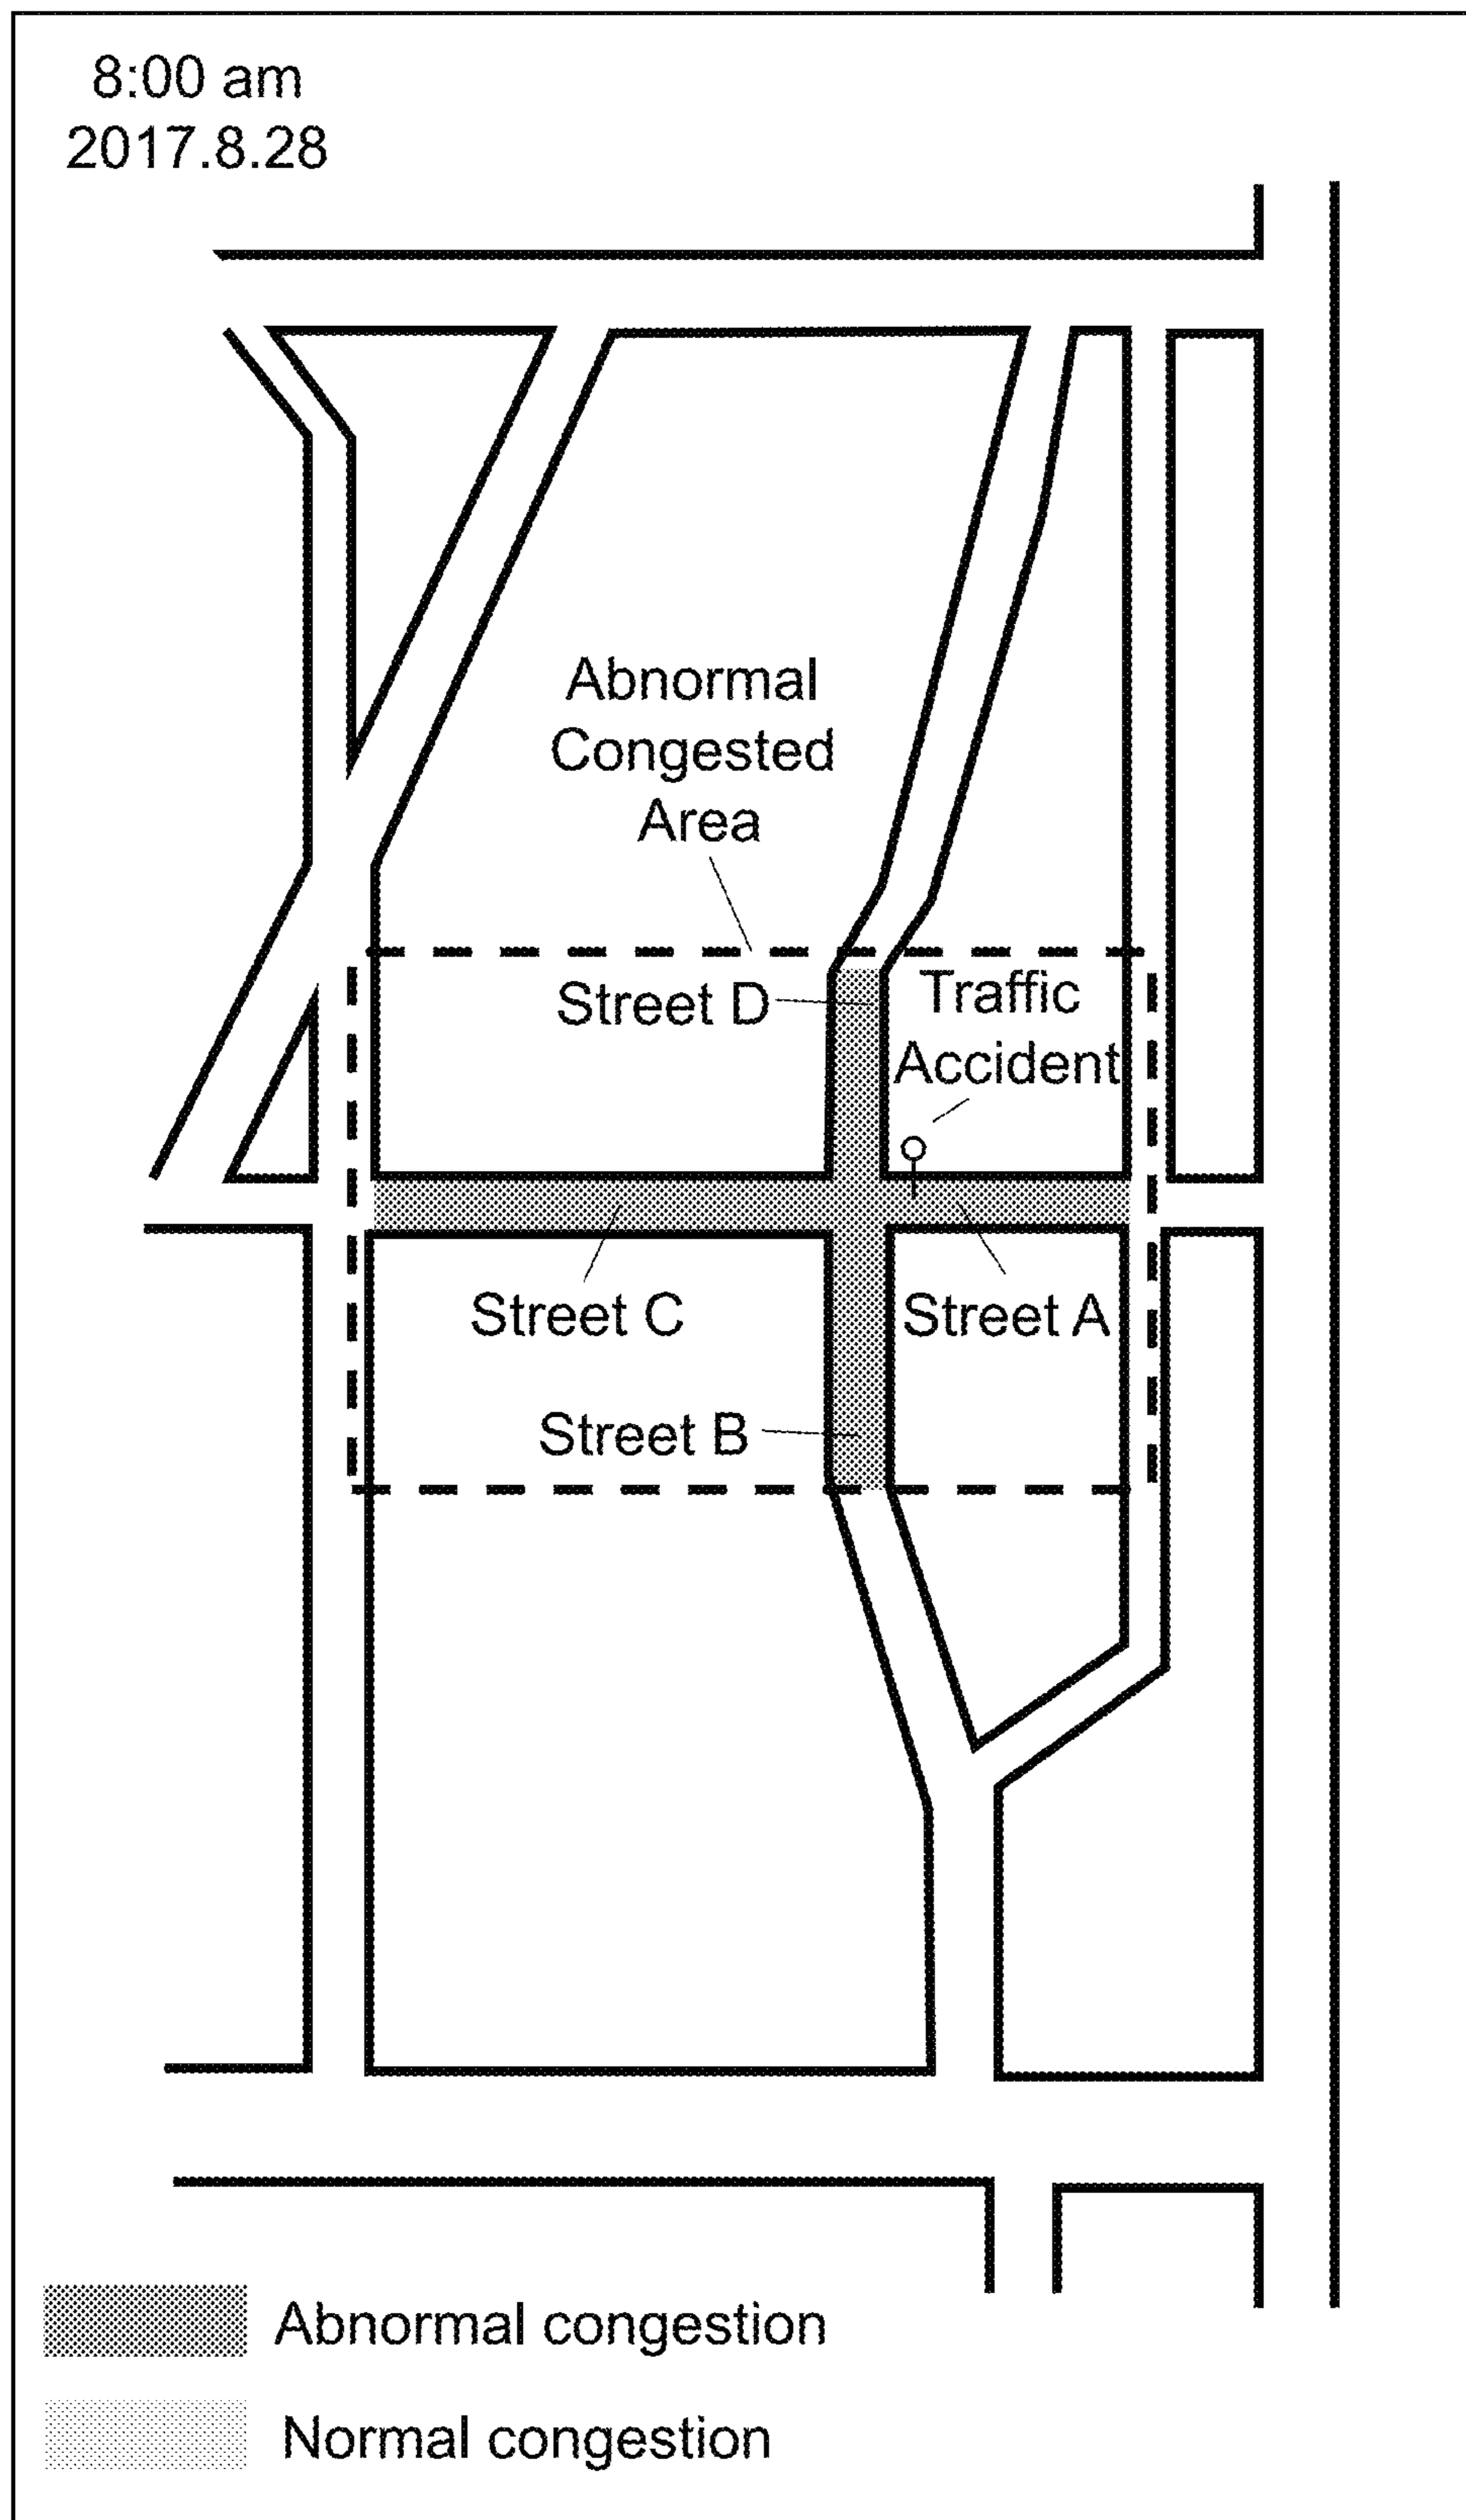 8:00 am
2017.8.28
Abnormal
Congested
Area
Street D
Traffic
Accident
Street C
Street A
Street B
Abnormal congestion
Normal congestion